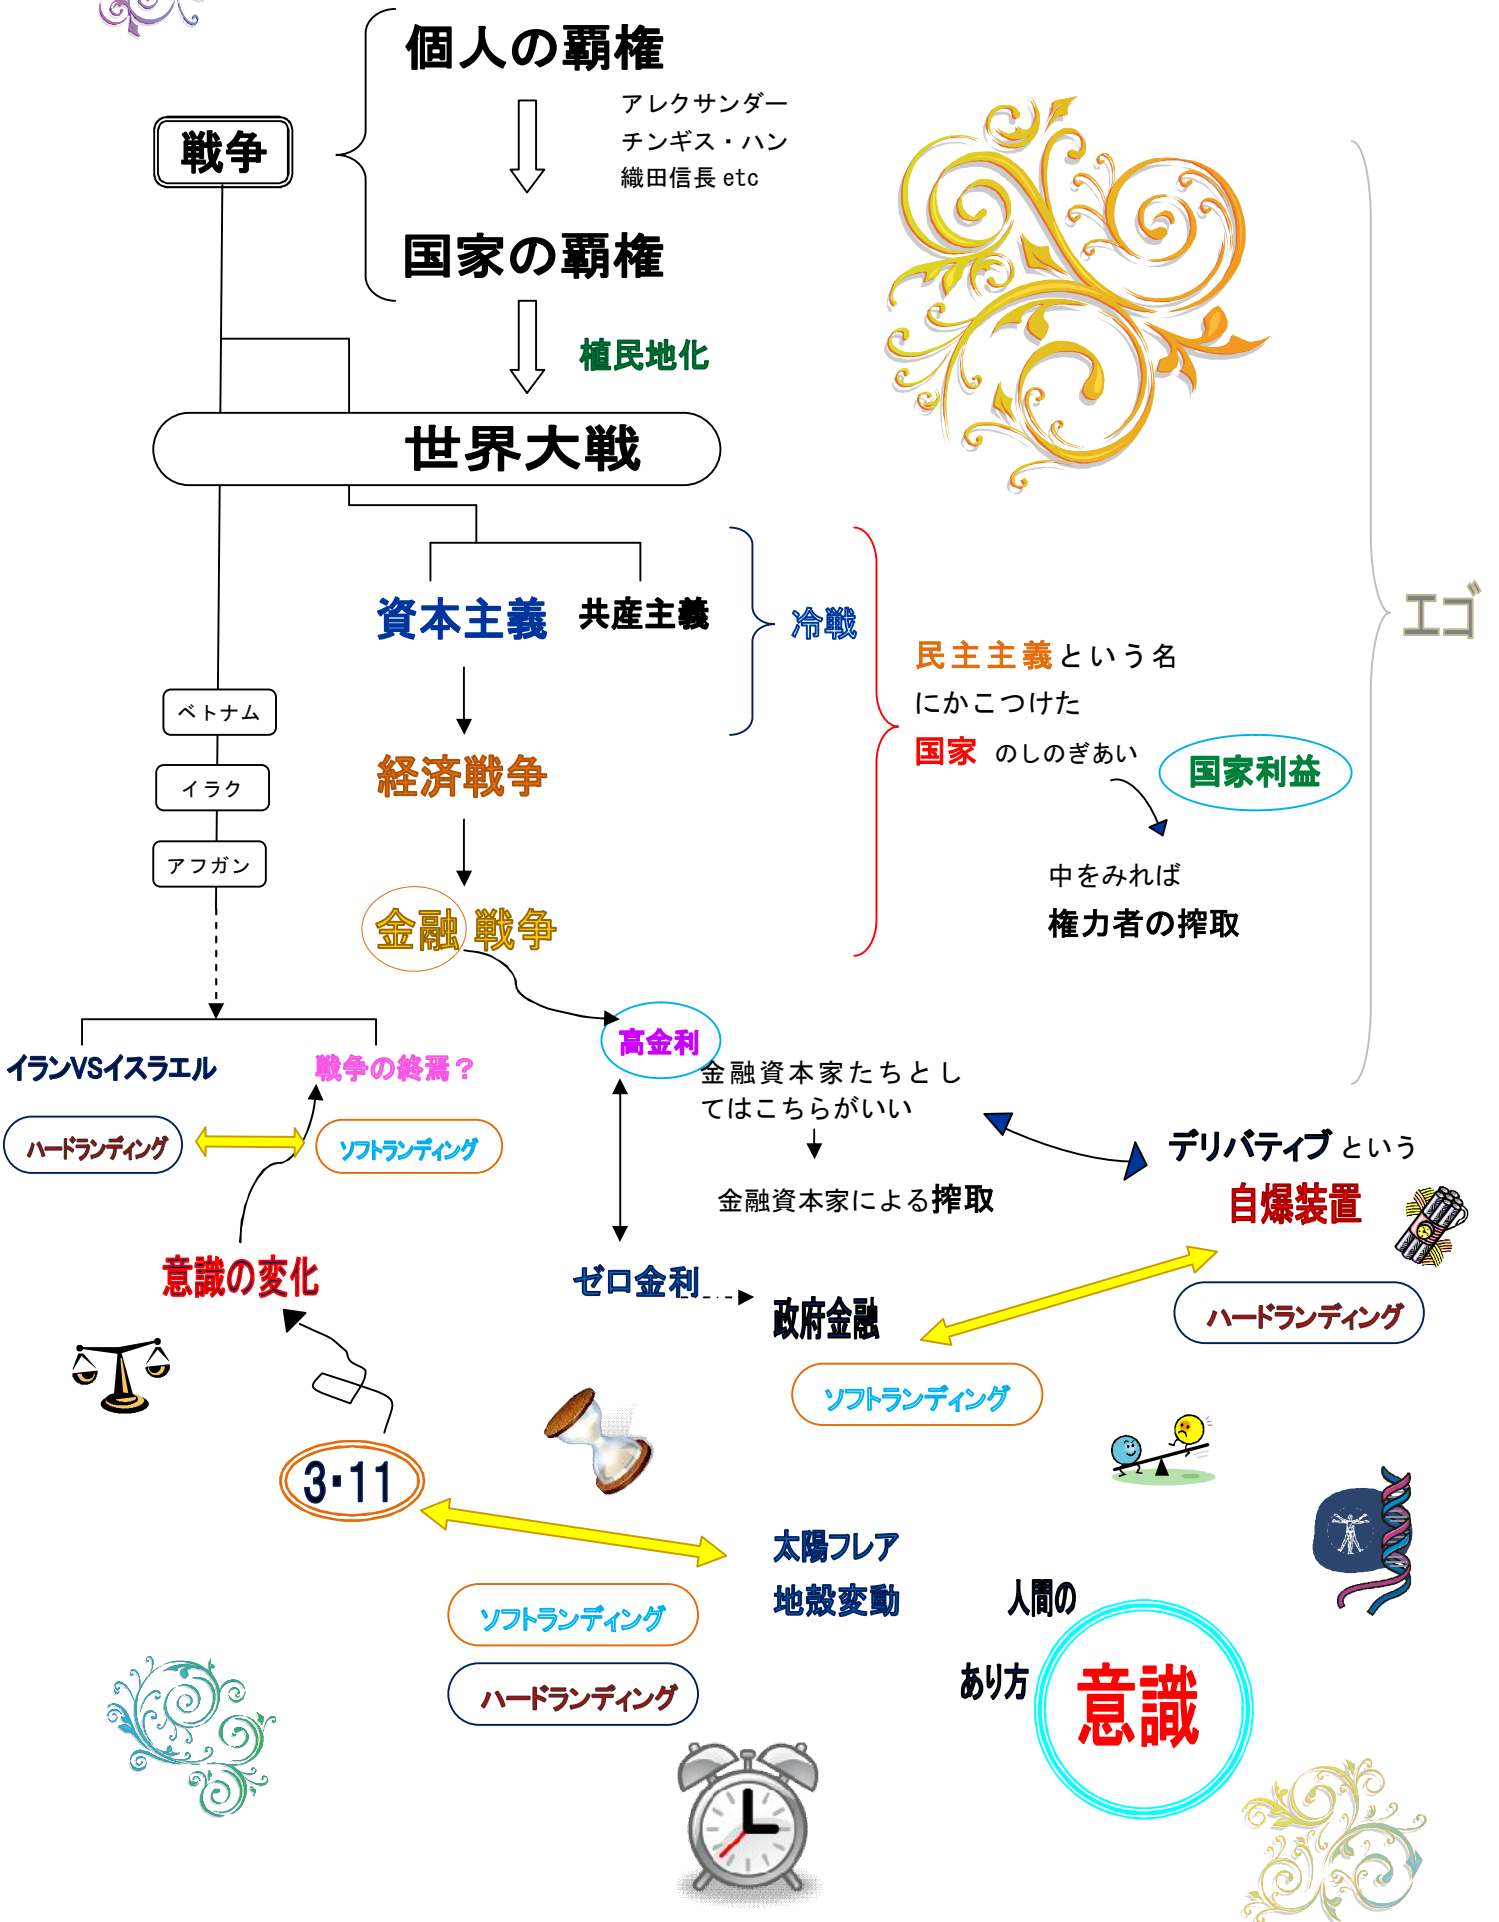 個人の覇権
アレクサンダー
チンギス・ハン
織田信長 etc
戦争
国家の覇権
植民地化
世界大戦
資本主義
共産主義
冷戦
エゴ
民主主義という名
にかこつけた
国家 のしのぎあい
国家利益
中をみれば
権力者の搾取
ベトナム
イラク
アフガン
経済戦争
金融 戦争
高金利
イランVSイスラエル
戦争の終焉?
ハードランディング
ソフトランディング
金融資本家たちとし
てはこちらがいい
金融資本家による搾取
デリバティブ という
自爆装置
ハードランディング
意識の変化
ゼロ金利
政府金融
ソフトランディング
3・11
太陽フレア
地殻変動
ソフトランディング
ハードランディング
人間の
あり方
意識